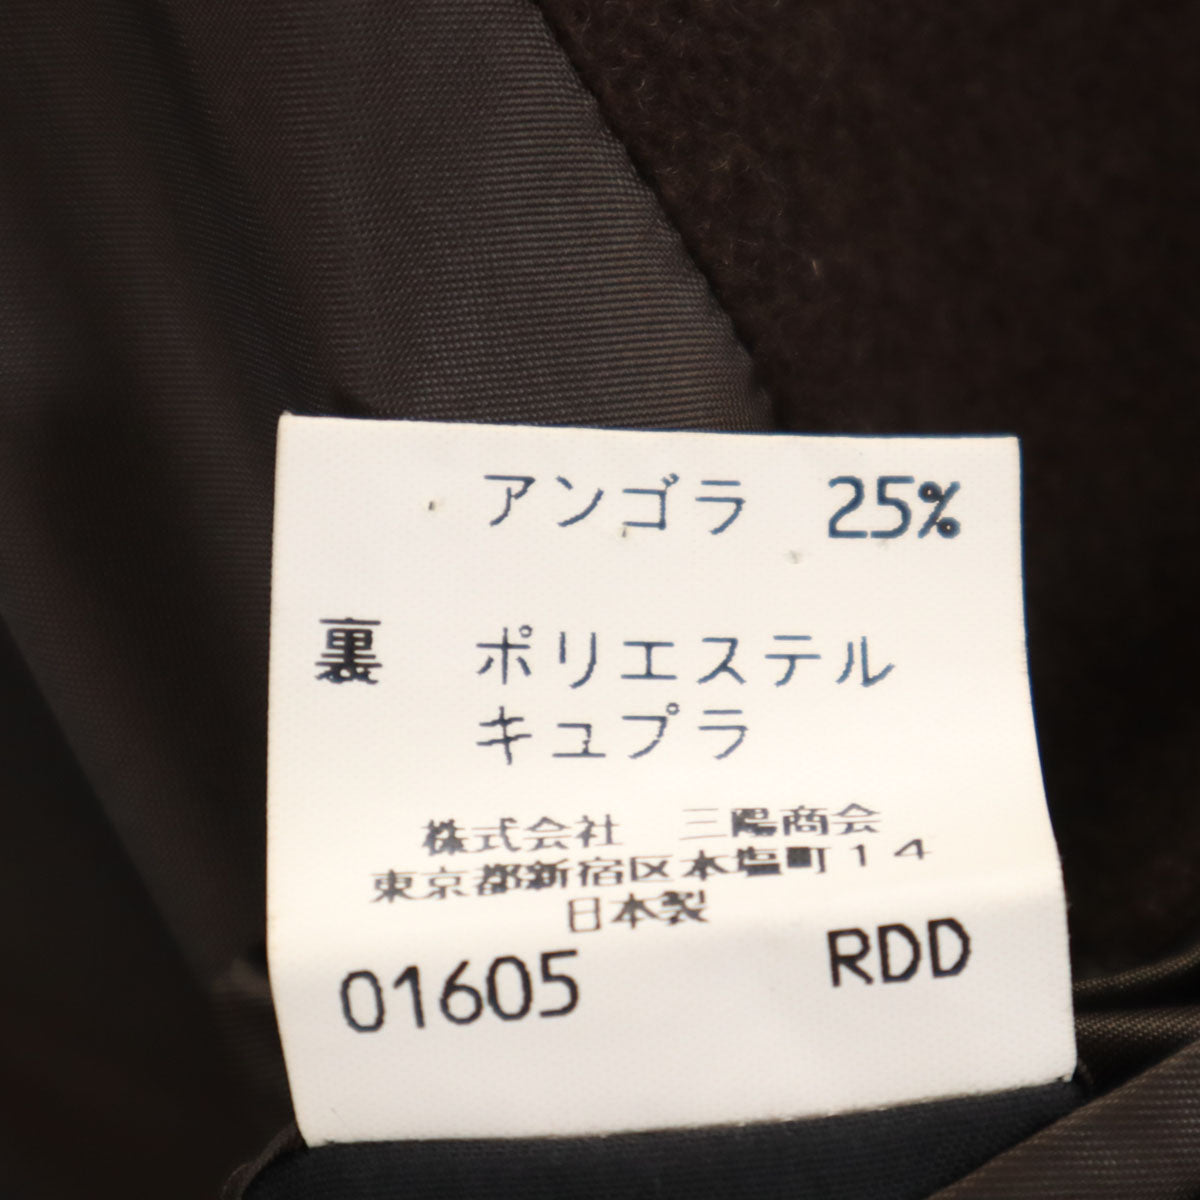 アンゴラ 25%
裏 ポリエステル
キュプラ
株式会社 三陽商会
東京都新宿区本塩町14
日本製
01605 RDD